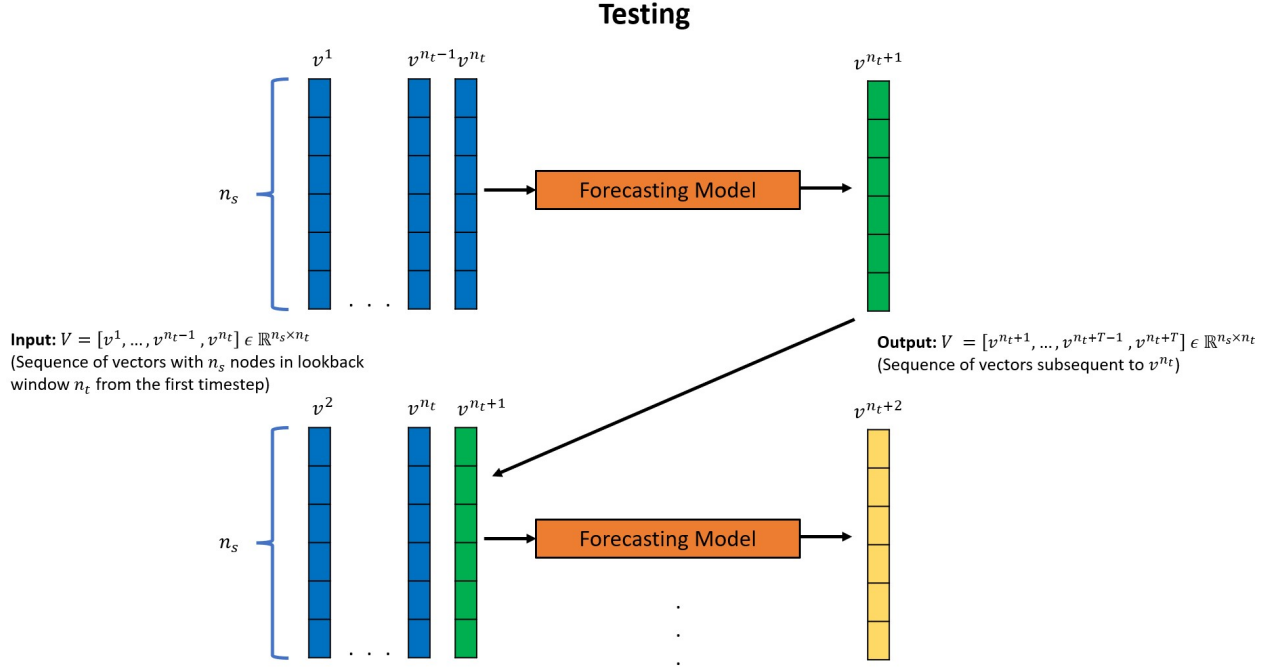 Testing
v^1 v^{n_t-1} v^{n_t} v^{n_t+1}
n_s
Forecasting Model
. . .
Input: V = [v^1, ..., v^{n_t-1} , v^{n_t}] ϵ ℝ^{n_s×n_t}
(Sequence of vectors with n_s nodes in lookback
window n_t from the first timestep)
Output: V = [v^{n_t+1}, ..., v^{n_t+T-1} , v^{n_t+T}] ϵ ℝ^{n_s×n_t}
(Sequence of vectors subsequent to v^{n_t})
v^2 v^{n_t} v^{n_t+1} v^{n_t+2}
n_s
Forecasting Model
. . .
.
.
.